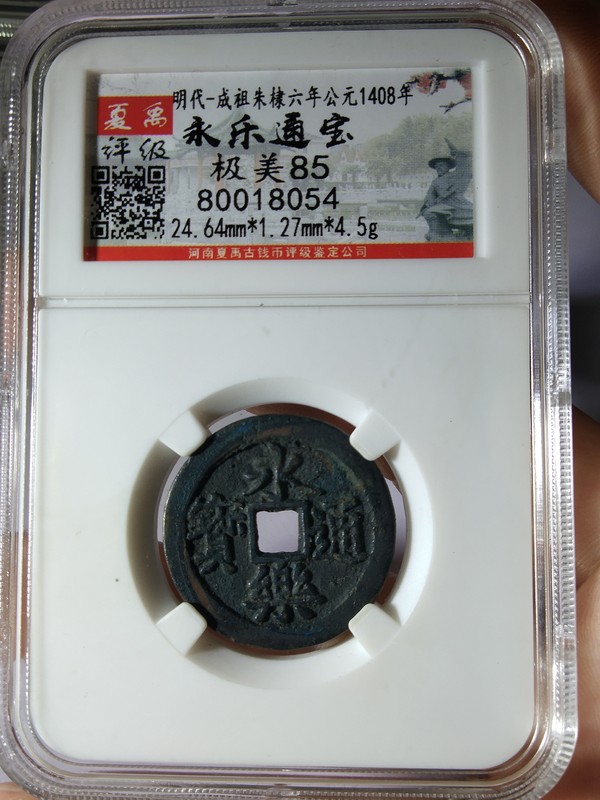 明代-成祖朱棣六年公元1408年
夏禹
评级
永乐通宝
极美85
80018054
24.64mm*1.27mm*4.5g
河南夏禹古钱币评级鉴定公司
永
寶 通
樂